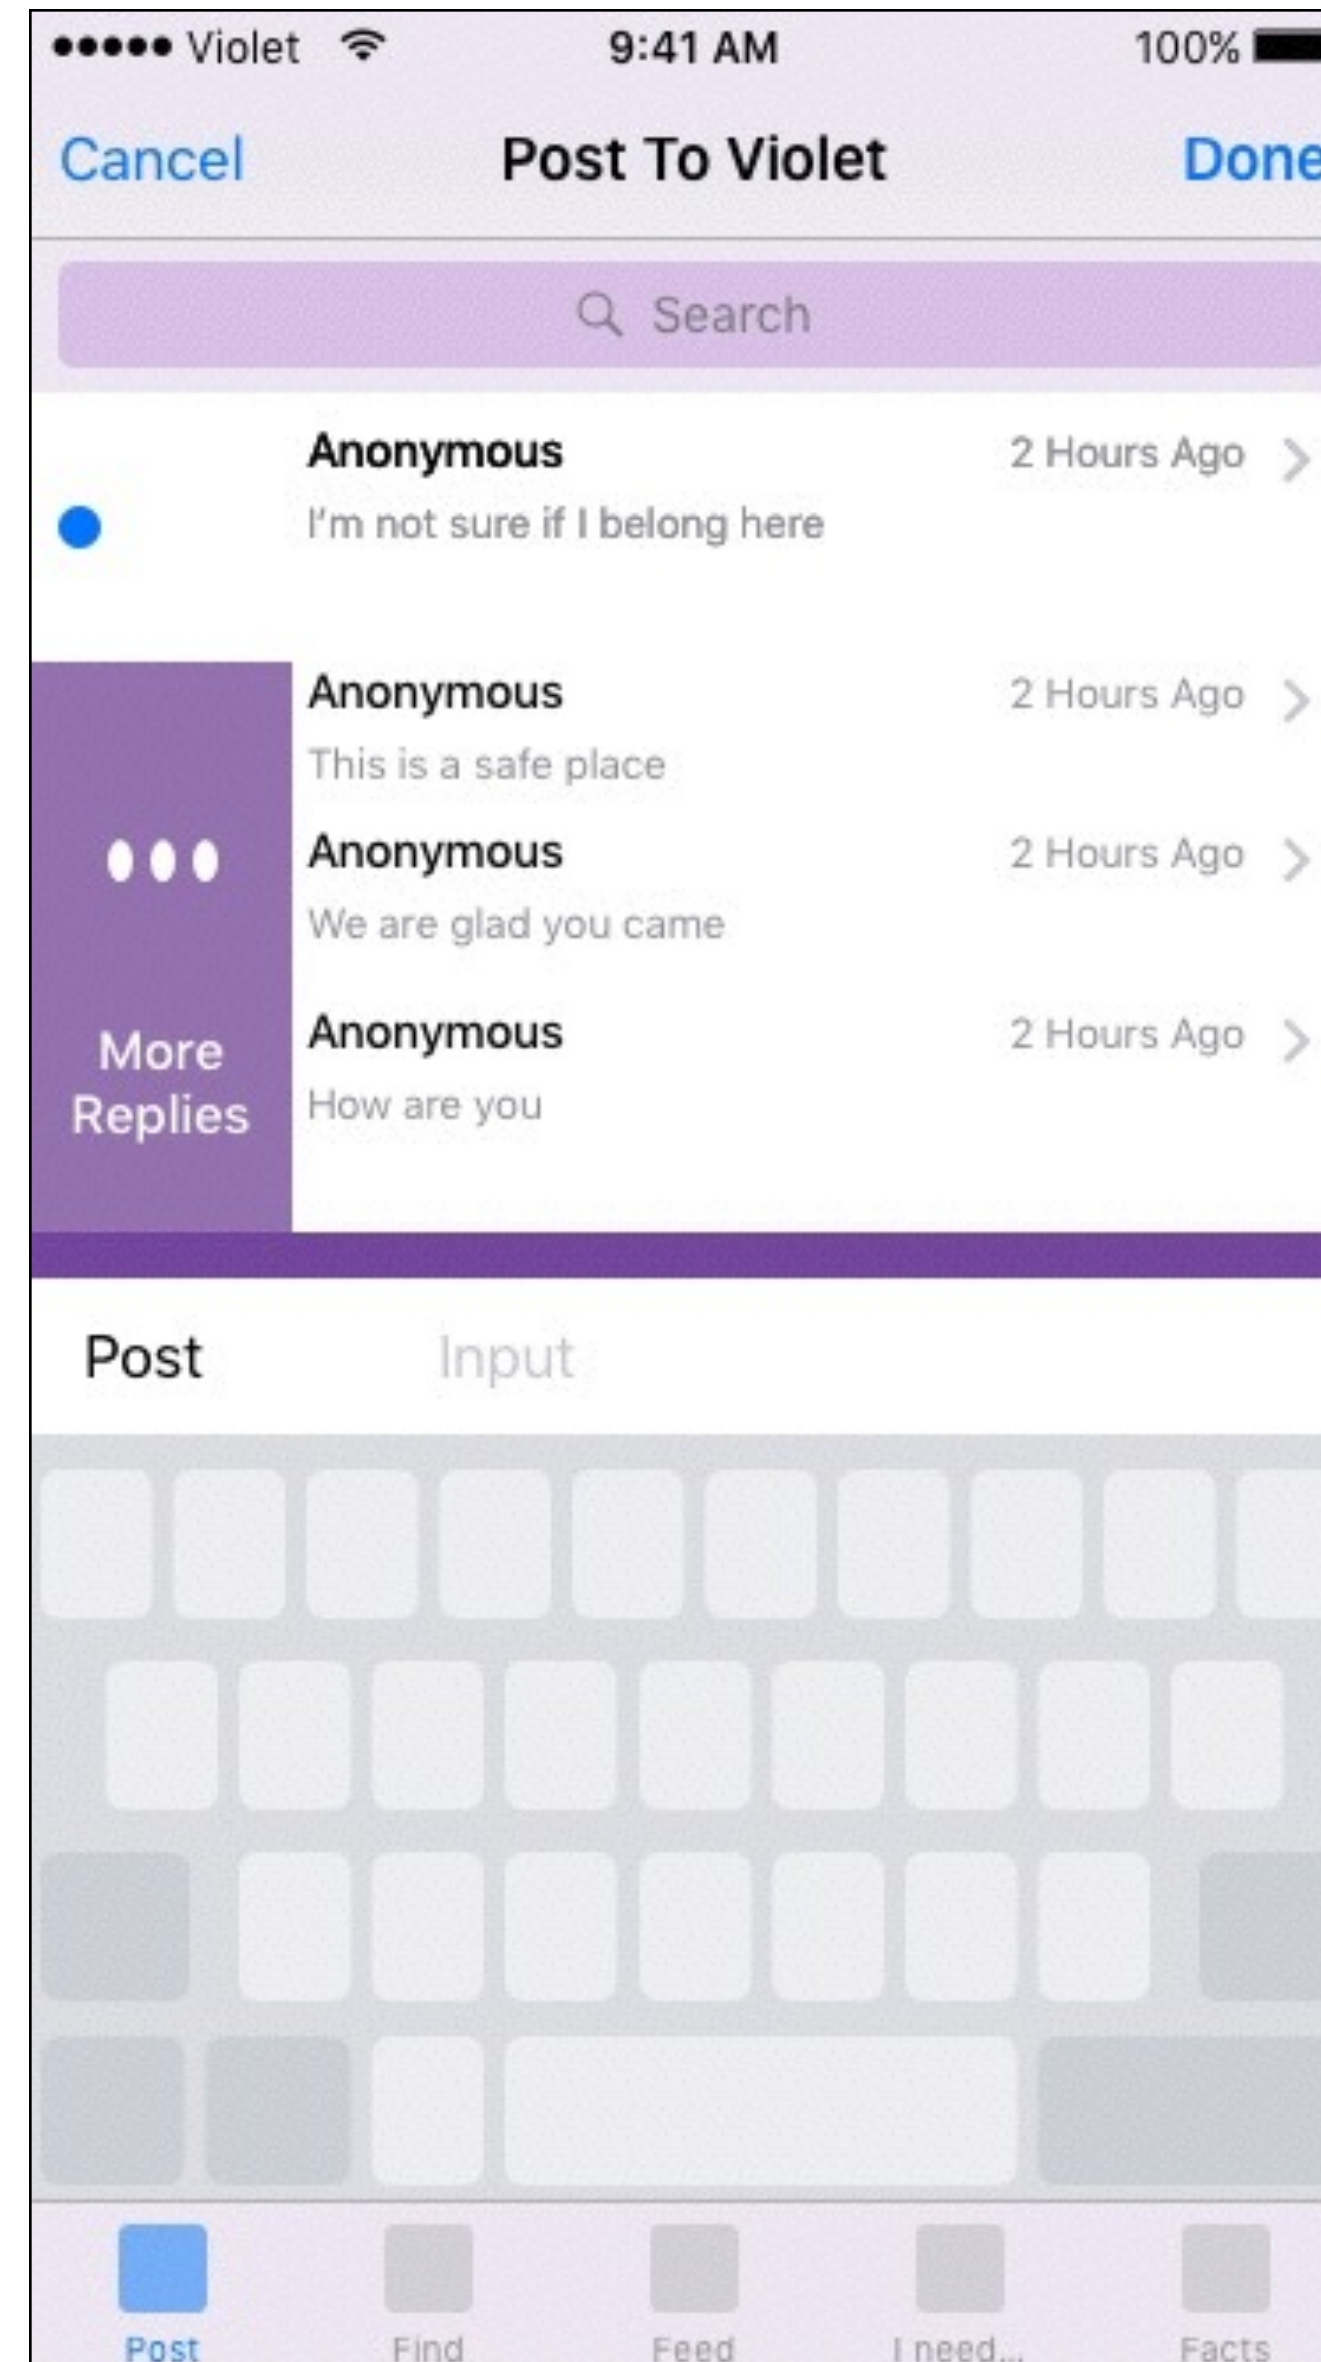 Violet 9:41 AM 100%
Cancel Post To Violet Done
Search
Anonymous 2 Hours Ago
I'm not sure if I belong here
Anonymous 2 Hours Ago
This is a safe place
Anonymous 2 Hours Ago
We are glad you came
Anonymous 2 Hours Ago
How are you
More
Replies
Post Input
Post Find Feed I need... Facts